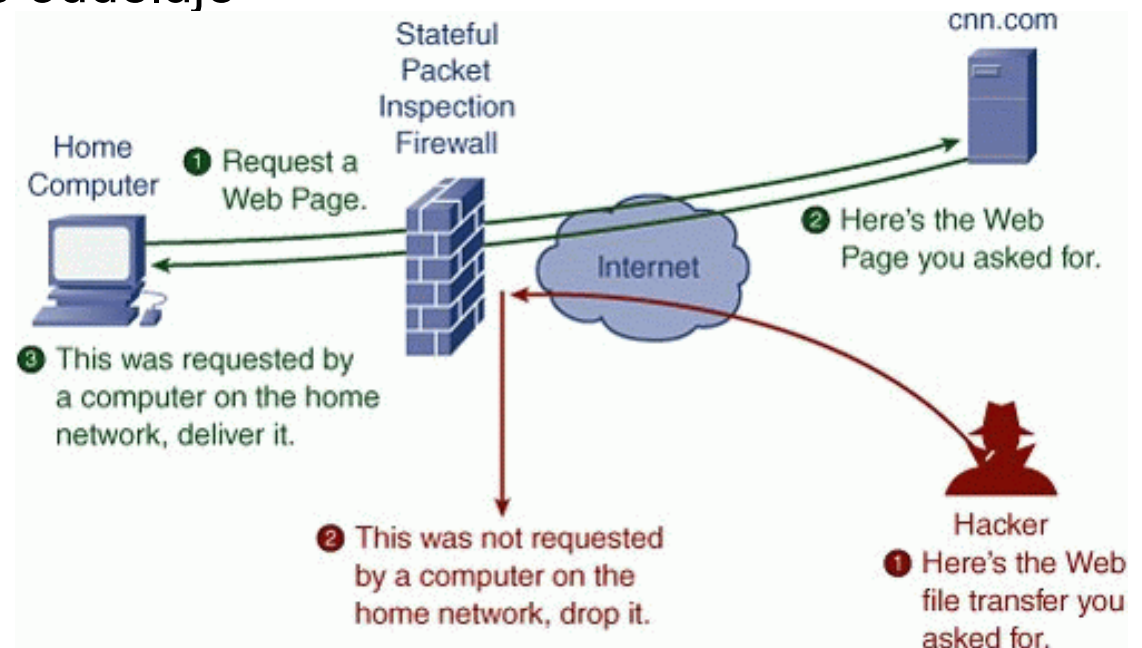 cnn.com
Stateful
Packet
Inspection
Firewall
Home
Computer
1 Request a
Web Page.
2 Here's the Web
Page you asked for.
Internet
3 This was requested by
a computer on the home
network, deliver it.
Hacker
1 Here's the Web
file transfer you
asked for.
2 This was not requested
by a computer on the
home network, drop it.